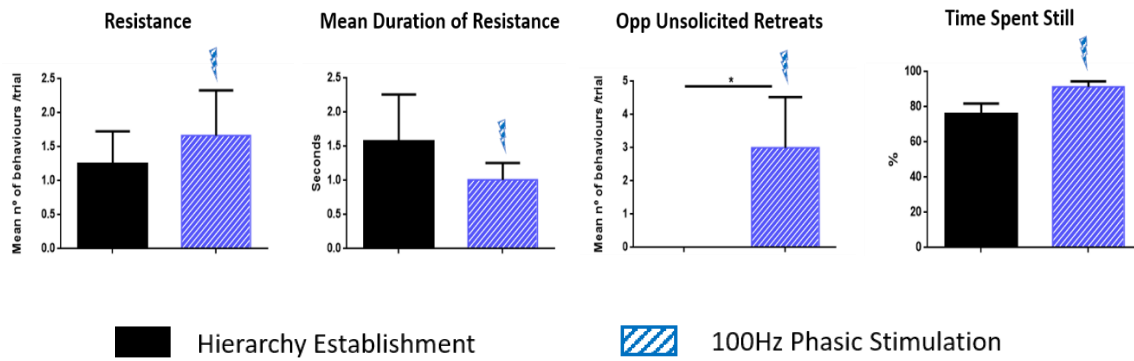 Resistance
Mean nº of behaviours /trial
2.5
2.0
1.5
1.0
0.5
0.0
Mean Duration of Resistance
Seconds
2.5
2.0
1.5
1.0
0.5
0.0
Opp Unsolicited Retreats
Mean nº of behaviours /trial
5
4
3
2
1
0
*
Time Spent Still
%
100
80
60
40
20
0
Hierarchy Establishment
100Hz Phasic Stimulation